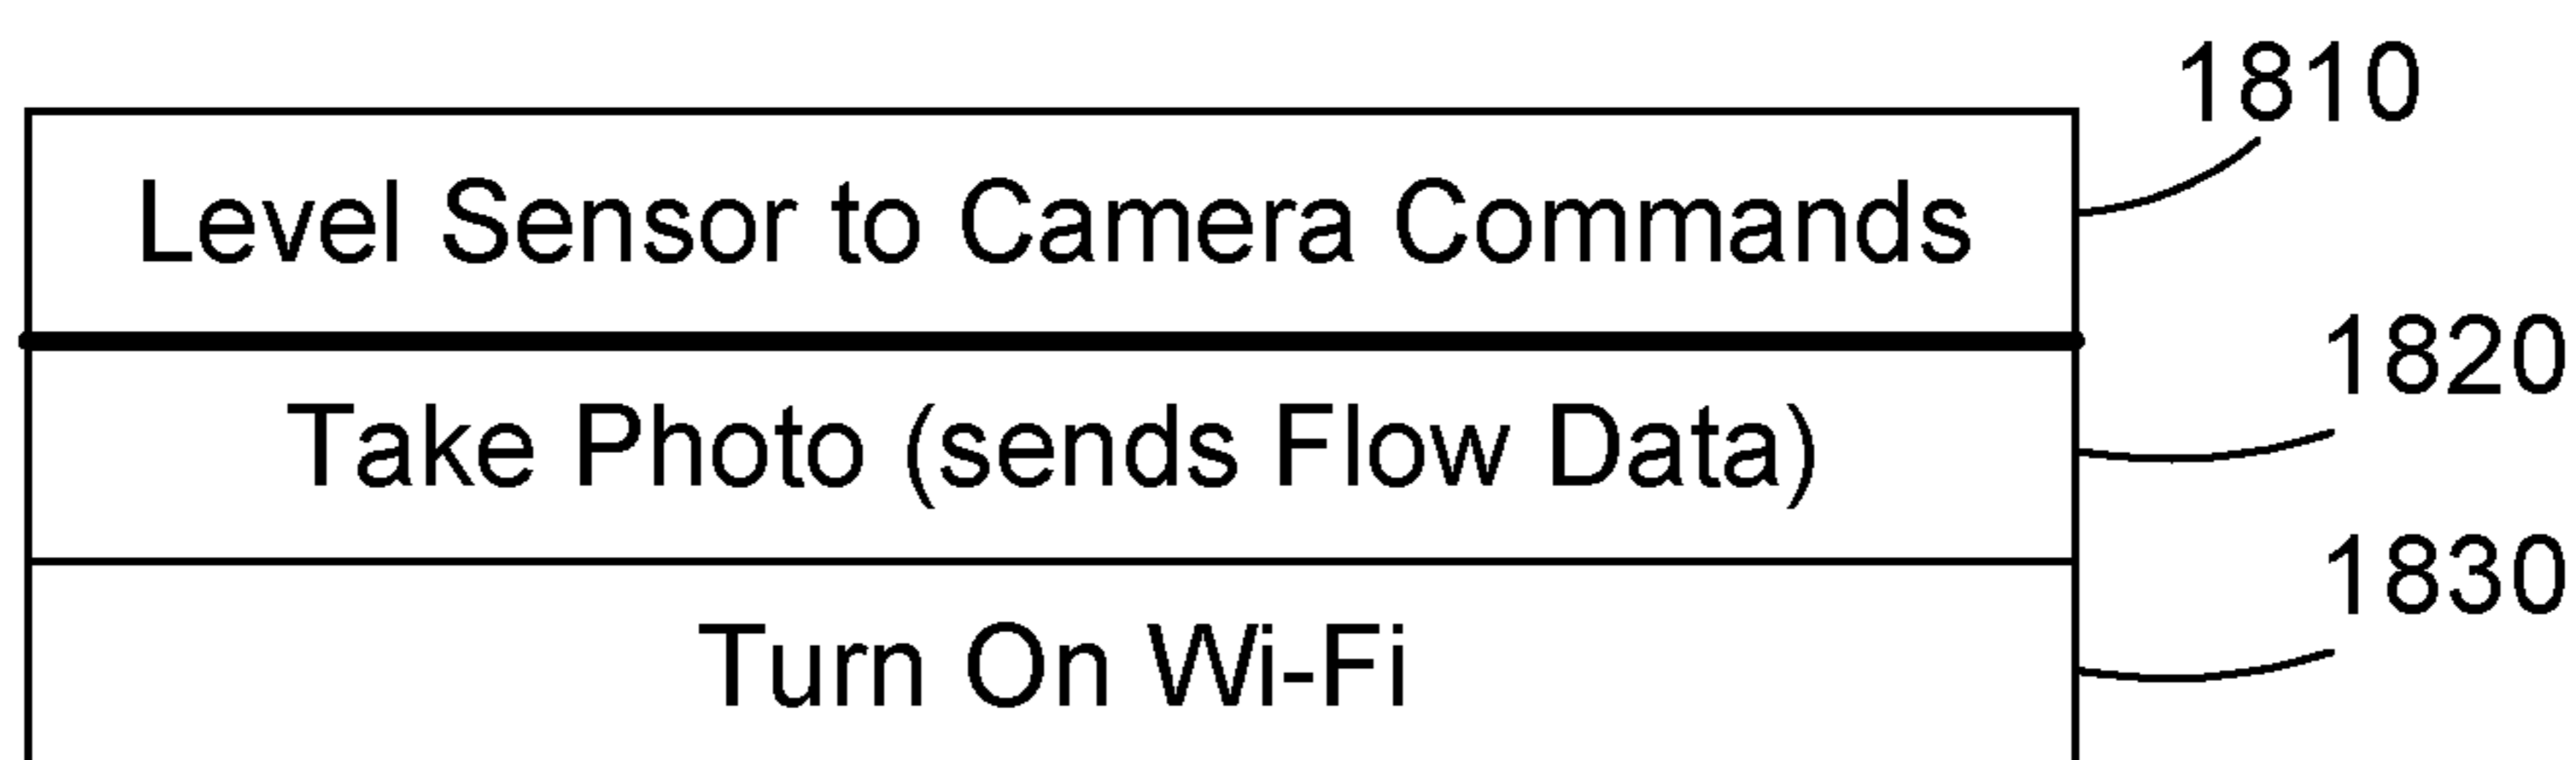 1810
Level Sensor to Camera Commands
1820
Take Photo (sends Flow Data)
1830
Turn On Wi-Fi